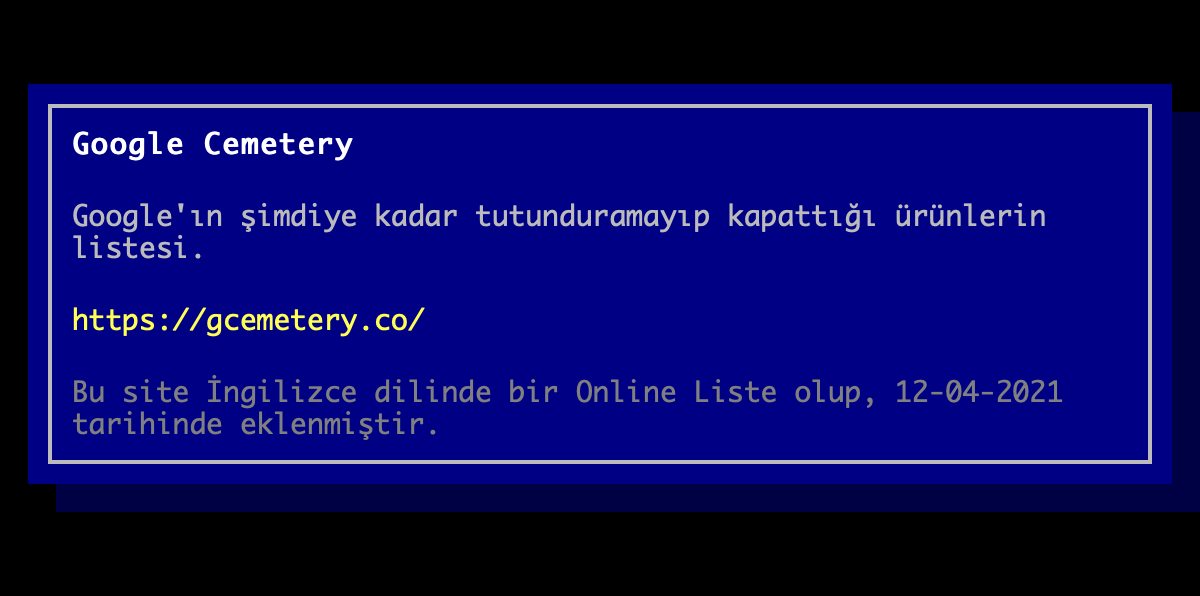 Google Cemetery
Google'ın şimdiye kadar tutunduramayıp kapattığı ürünlerin
listesi.
https://gcemetery.co/
Bu site İngilizce dilinde bir Online Liste olup, 12-04-2021
tarihinde eklenmiştir.